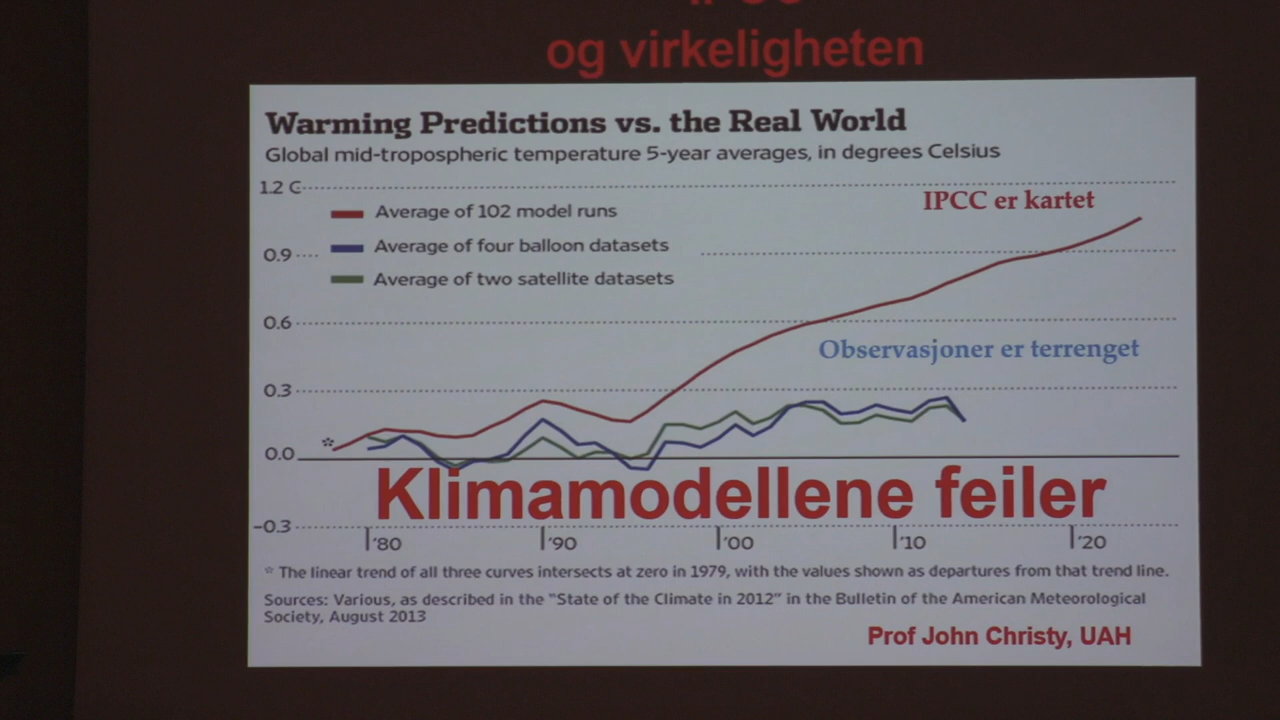 og virkeligheten
Warming Predictions vs. the Real World
Global mid-tropospheric temperature 5-year averages, in degrees Celsius
1.2 C
IPCC er kartet
Average of 102 model runs
Average of four balloon datasets
0.9
Average of two satellite datasets
0.6
Observasjoner er terrenget
0.3
*
0.0
Klimamodellene feiler
-0.3
'80 '90 '00 '10 '20
* The linear trend of all three curves intersects at zero in 1979, with the values shown as departures from that trend line.
Sources: Various, as described in the "State of the Climate in 2012" in the Bulletin of the American Meteorological
Society, August 2013
Prof John Christy, UAH